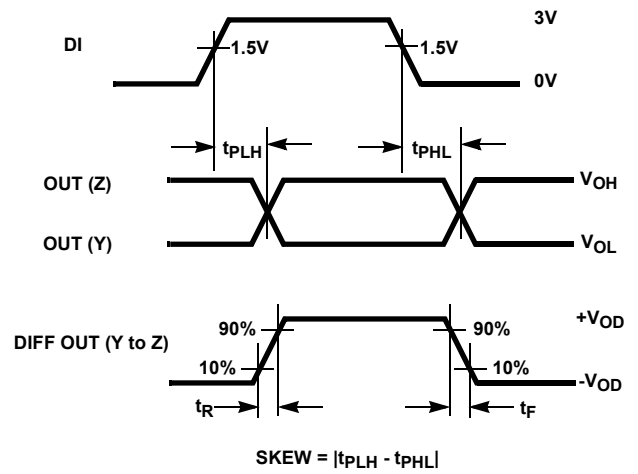 3V
DI
1.5V
1.5V
0V
tPLH
tPHL
OUT (Z)
VOH
OUT (Y)
VOL
+VOD
90%
90%
DIFF OUT (Y to Z)
10%
10%
-VOD
tR
tF
SKEW = |tPLH - tPHL|